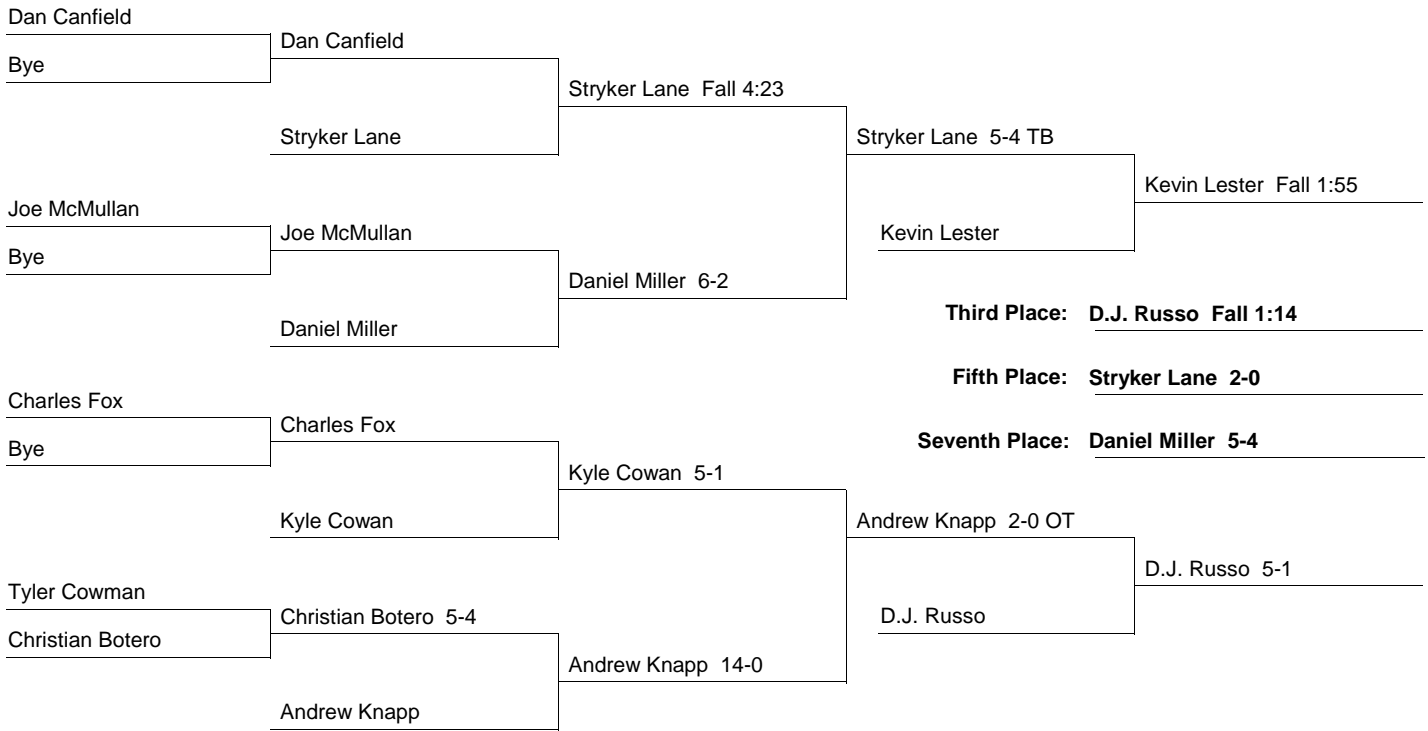 Dan Canfield
Bye
Dan Canfield
Stryker Lane
Stryker Lane  Fall 4:23
Joe McMullan
Bye
Joe McMullan
Daniel Miller
Daniel Miller  6-2
Stryker Lane  5-4 TB
Kevin Lester
Kevin Lester  Fall 1:55
Third Place:  D.J. Russo  Fall 1:14
Fifth Place:  Stryker Lane  2-0
Seventh Place:  Daniel Miller  5-4
Charles Fox
Bye
Charles Fox
Kyle Cowan
Kyle Cowan  5-1
Tyler Cowman
Christian Botero
Christian Botero  5-4
Andrew Knapp
Andrew Knapp  14-0
Andrew Knapp  2-0 OT
D.J. Russo
D.J. Russo  5-1